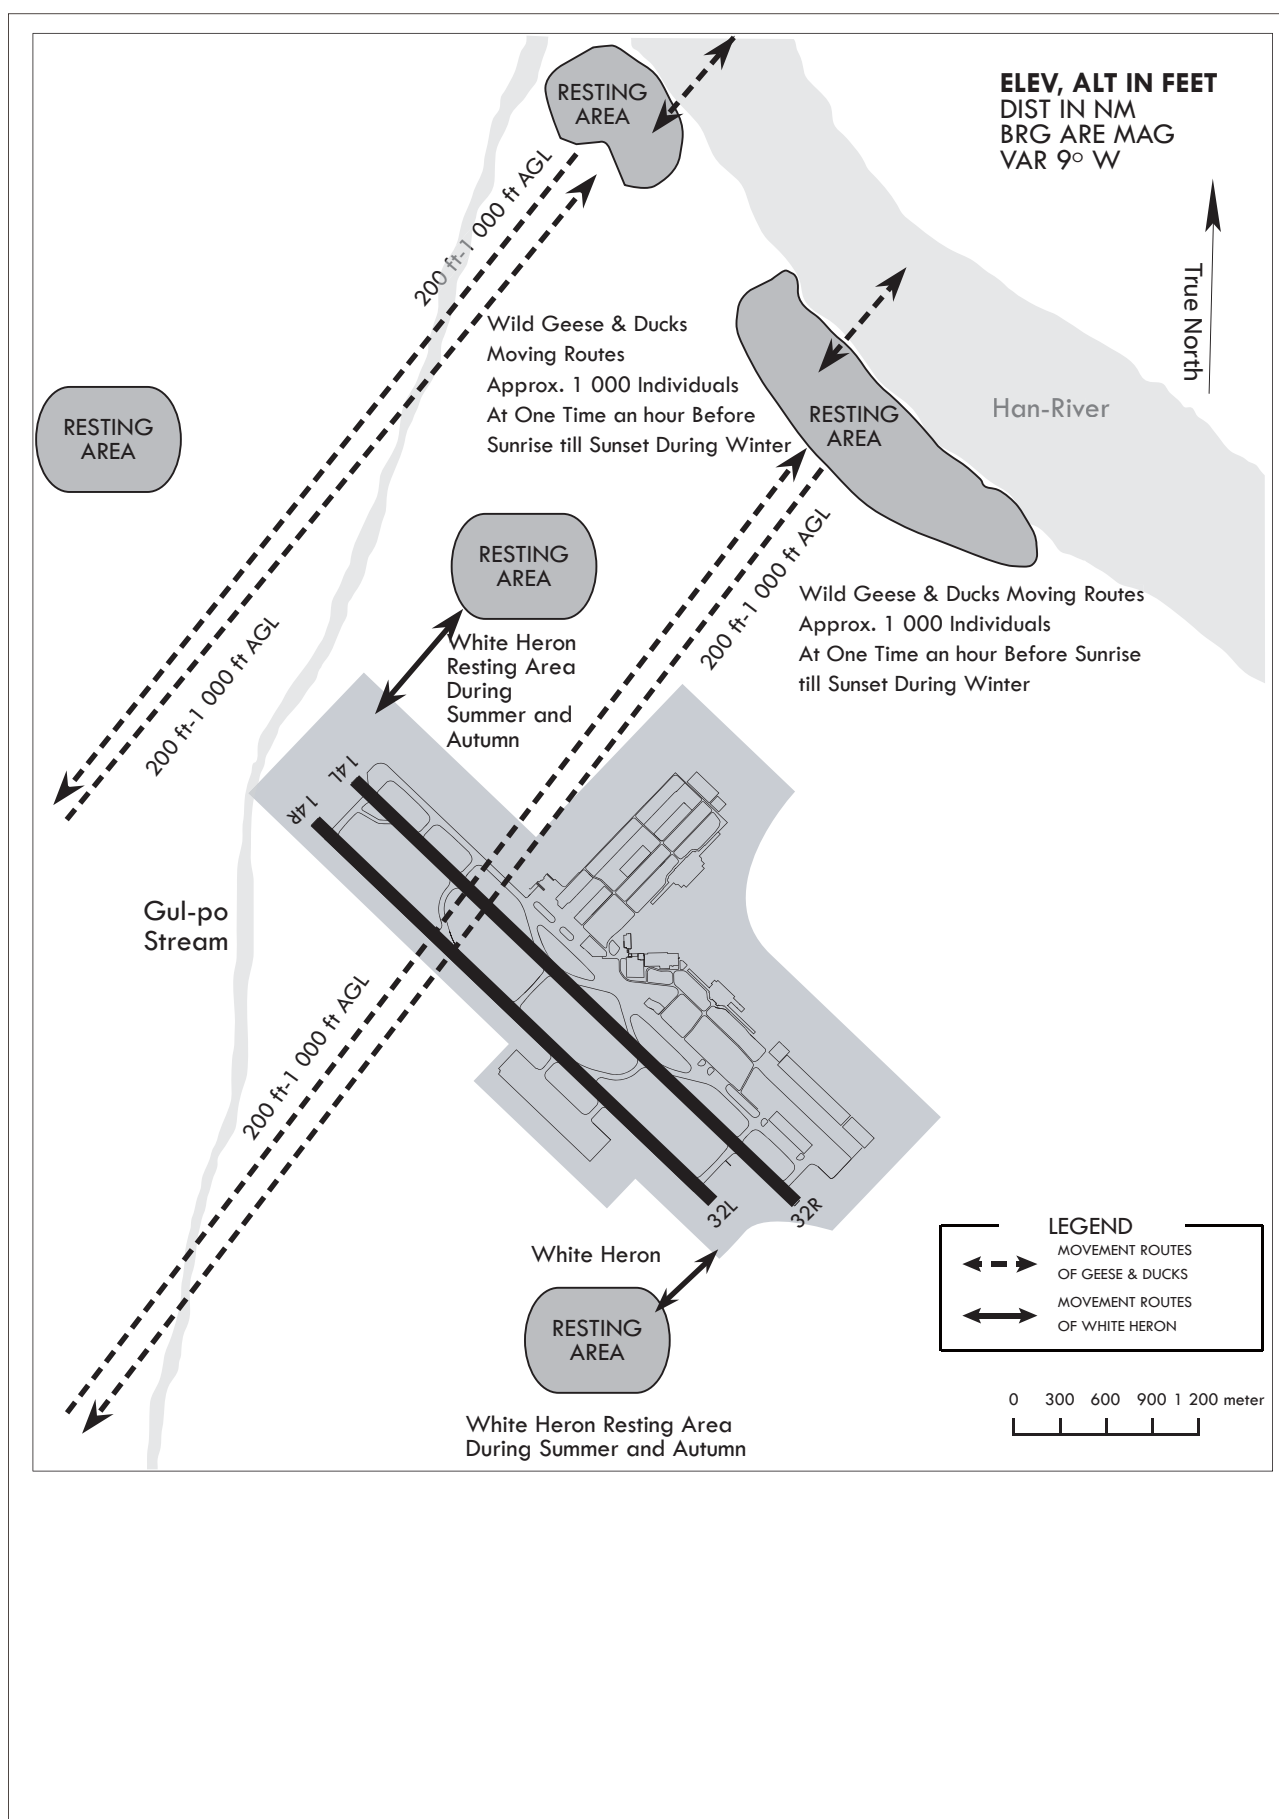 RESTING
AREA
ELEV, ALT IN FEET
DIST IN NM
BRG ARE MAG
VAR 9° W
True North
200 ft-1 000 ft AGL
Wild Geese & Ducks
Moving Routes
Approx. 1 000 Individuals
At One Time an hour Before
Sunrise till Sunset During Winter
Han-River
RESTING
AREA
RESTING
AREA
RESTING
AREA
200 ft-1 000 ft AGL
Wild Geese & Ducks Moving Routes
Approx. 1 000 Individuals
At One Time an hour Before Sunrise
till Sunset During Winter
200 ft-1 000 ft AGL
White Heron
Resting Area
During
Summer and
Autumn
14L
14R
Gul-po
Stream
200 ft-1 000 ft AGL
32L
32R
White Heron
RESTING
AREA
White Heron Resting Area
During Summer and Autumn
LEGEND
MOVEMENT ROUTES
OF GEESE & DUCKS
MOVEMENT ROUTES
OF WHITE HERON
0 300 600 900 1 200 meter